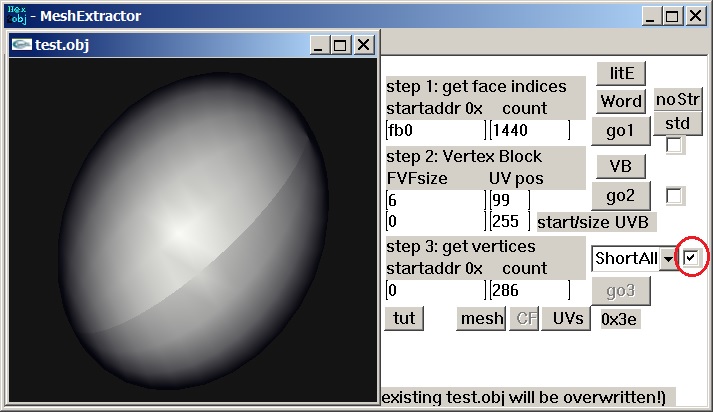 Hex
obj
- MeshExtractor
test.obj
litE
step 1: get face indices
startaddr 0x count
Word
noStr
fb0
1440
go1
std
step 2: Vertex Block
FVFsize UV pos
VB
6
99
go2
0
255
start/size UVB
step 3: get vertices
startaddr 0x count
ShortAll
0
286
go3
tut
mesh
CF
UVs
0x3e
existing test.obj will be overwritten!)